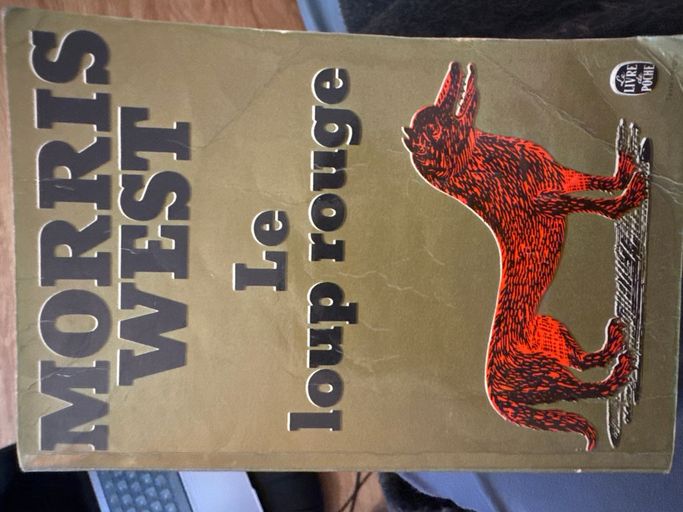 MORRIS
WEST
Le
loup rouge
Le
LIVRE
de
POCHE